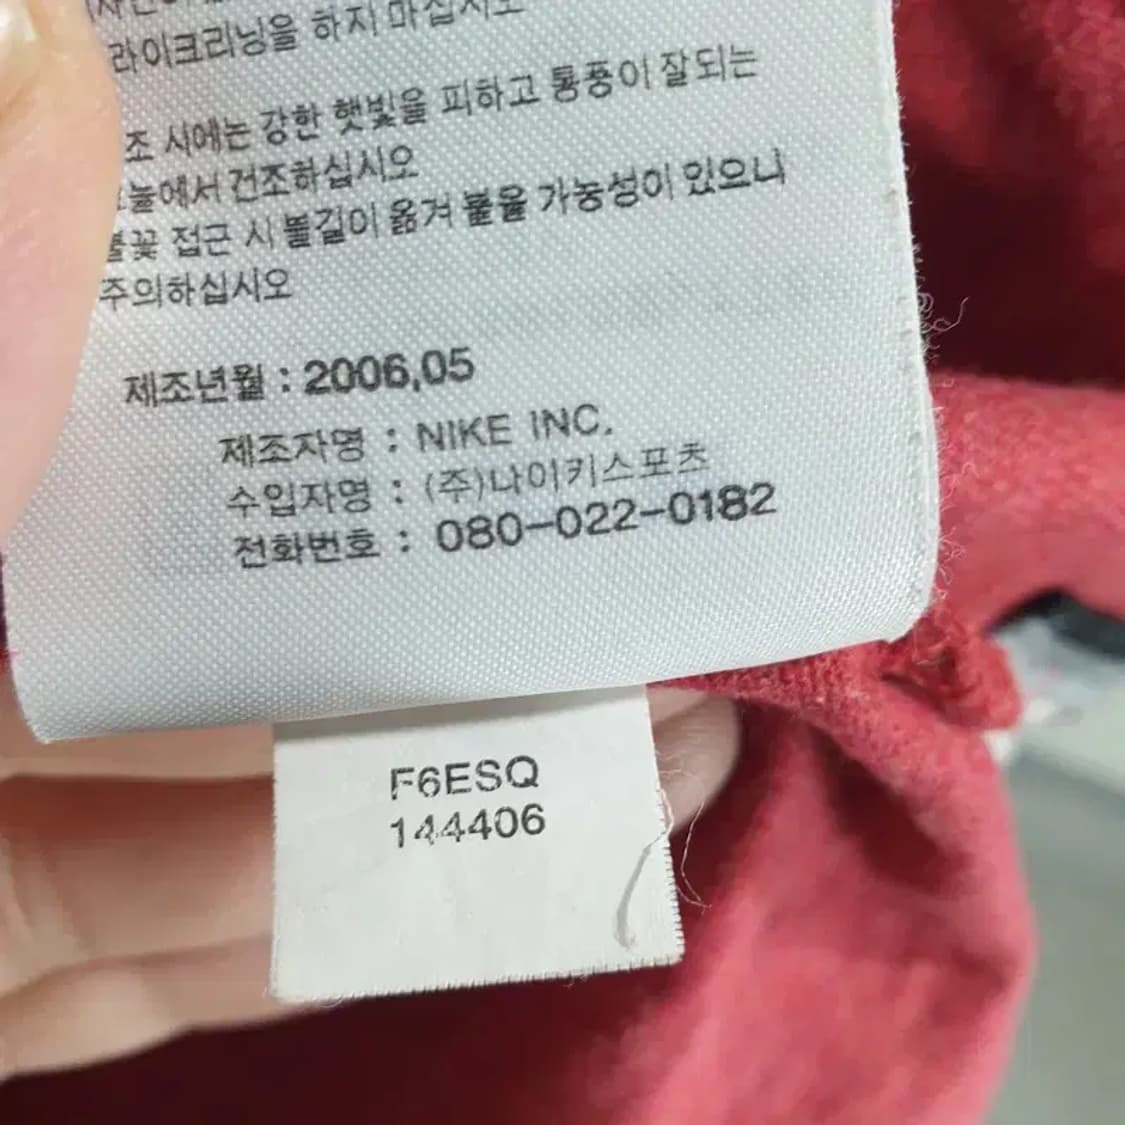 라이크리닝을 하지 마십시오
조 시에는 강한 햇빛을 피하고 통풍이 잘되는
늘에서 건조하십시오
불꽃 접근 시 불길이 옮겨 붙을 가능성이 있으니
주의하십시오
제조년월 : 2006,05
제조자명 : NIKE INC.
수입자명 : (주)나이키스포츠
전화번호 : 080-022-0182
F6ESQ
144406